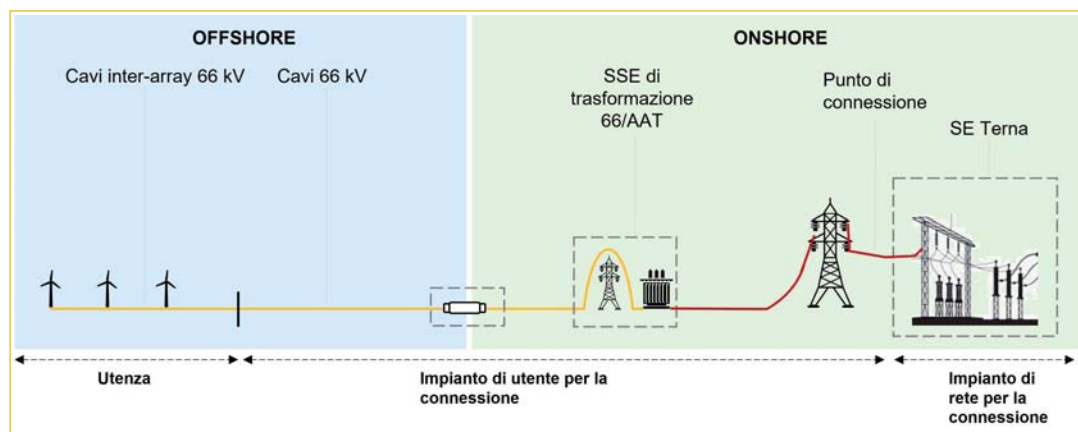 OFFSHORE
ONSHORE
Cavi inter-array 66 kV
Cavi 66 kV
SSE di
trasformazione
66/AAT
Punto di
connessione
SE Terna
Utenza
Impianto di utente per la
connessione
Impianto di
rete per la
connessione